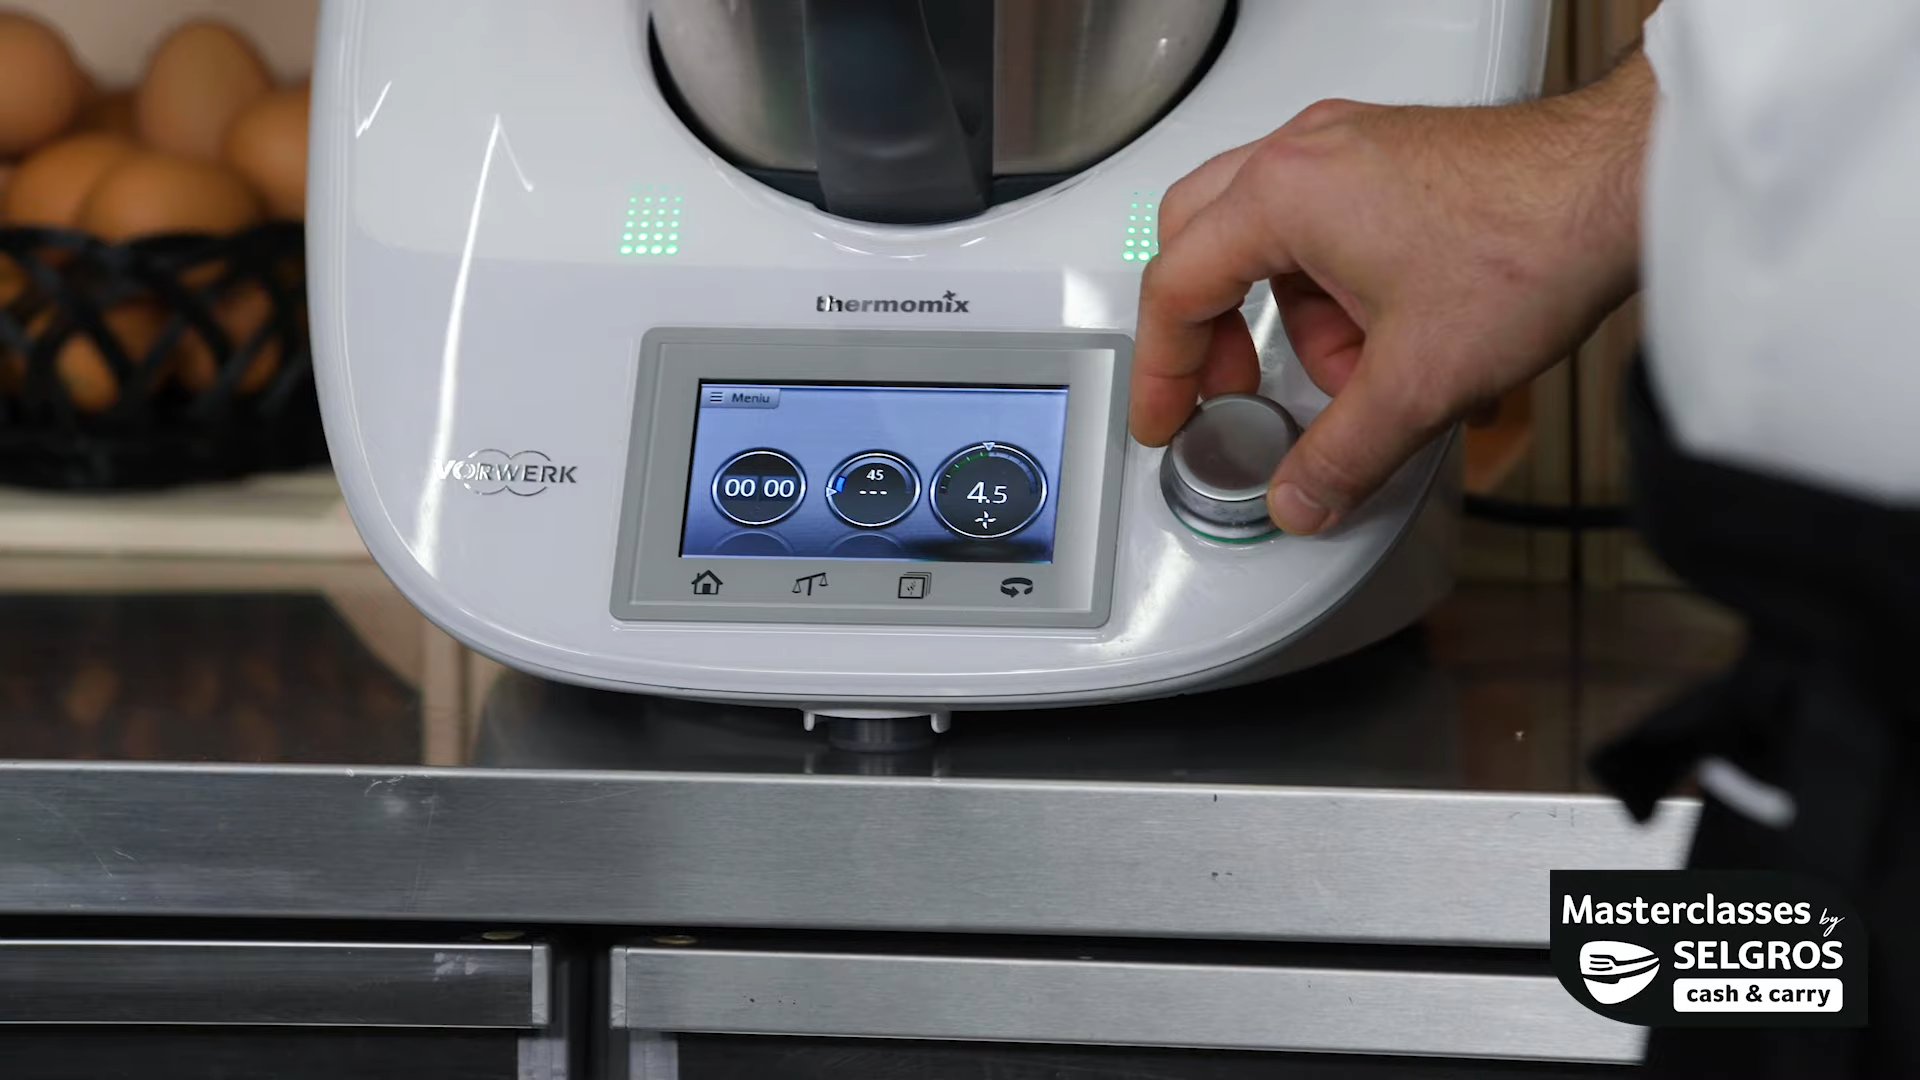 thermomix
Meniu
VORWERK
00 00
45
---
4.5
Masterclasses by
SELGROS
cash & carry